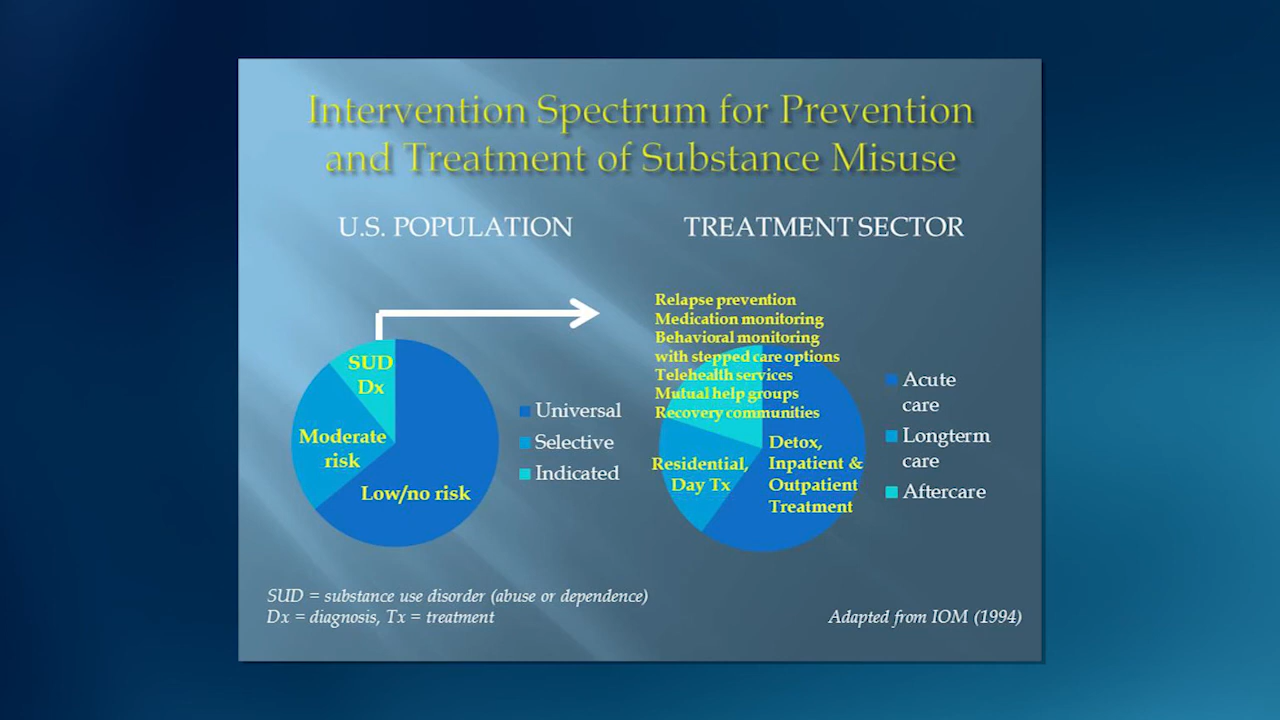 Intervention Spectrum for Prevention
and Treatment of Substance Misuse
U.S. POPULATION
TREATMENT SECTOR
SUD
Dx
Moderate
risk
Low/no risk
Universal
Selective
Indicated
Relapse prevention
Medication monitoring
Behavioral monitoring
with stepped care options
Telehealth services
Mutual help groups
Recovery communities
Residential,
Day Tx
Detox,
Inpatient &
Outpatient
Treatment
Acute
care
Longterm
care
Aftercare
SUD = substance use disorder (abuse or dependence)
Dx = diagnosis, Tx = treatment
Adapted from IOM (1994)